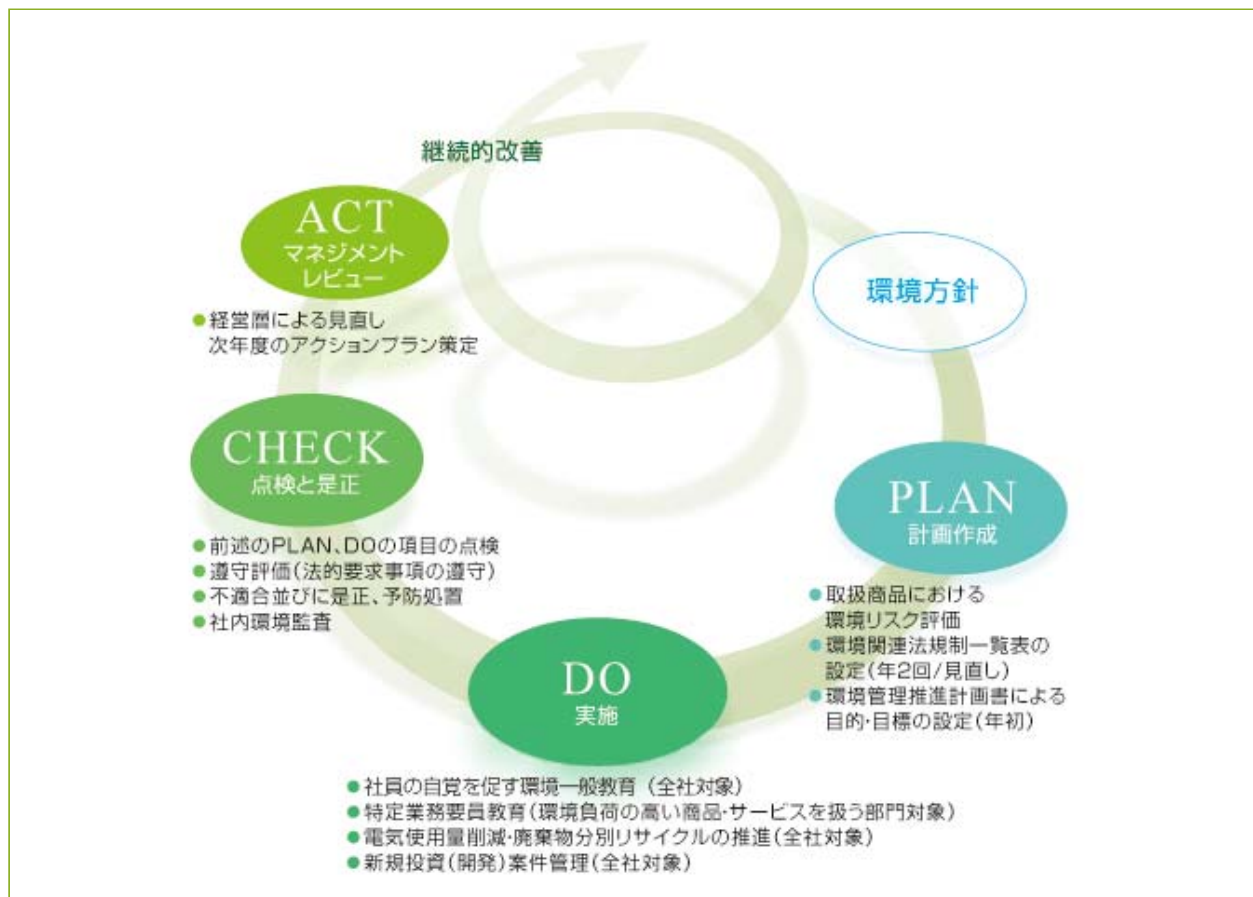 継続的改善
ACT
マネジメント
レビュー
●経営層による見直し
次年度のアクションプラン策定
環境方針
CHECK
点検と是正
●前述のPLAN、DOの項目の点検
●遵守評価(法的要求事項の遵守)
●不適合並びに是正、予防処置
●社内環境監査
PLAN
計画作成
●取扱商品における
環境リスク評価
●環境関連法規制一覧表の
設定(年2回/見直し)
●環境管理推進計画書による
目的・目標の設定(年初)
DO
実施
●社員の自覚を促す環境一般教育 (全社対象)
●特定業務要員教育(環境負荷の高い商品・サービスを扱う部門対象)
●電気使用量削減・廃棄物分別リサイクルの推進(全社対象)
●新規投資(開発)案件管理(全社対象)